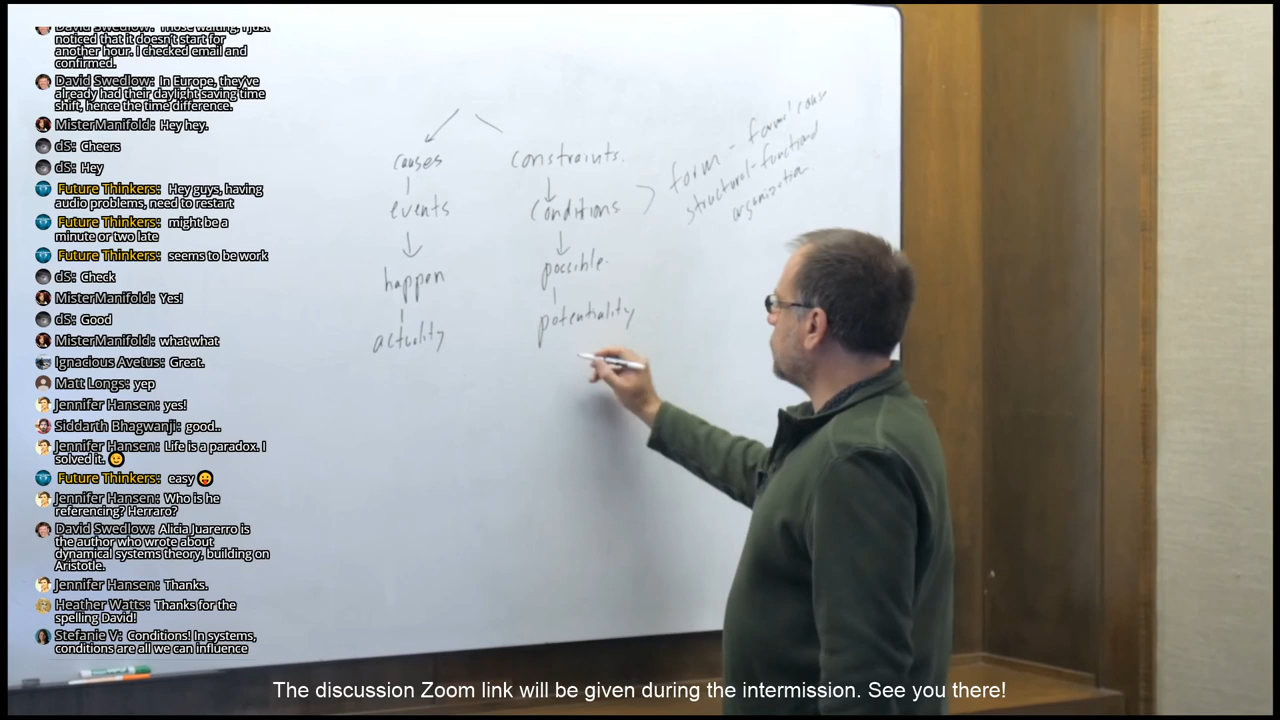 David Swedlow: Those waiting, I just
noticed that it doesn't start for
another hour. I checked email and
confirmed.
David Swedlow: In Europe, they've
already had their daylight saving time
shift, hence the time difference.
MisterManifold: Hey hey.
dS: Cheers
dS: Hey
Future Thinkers: Hey guys, having
audio problems, need to restart
Future Thinkers: might be a
minute or two late
Future Thinkers: seems to be work
dS: Check
MisterManifold: Yes!
dS: Good
MisterManifold: what what
Ignacious Avetus: Great.
Matt Longs: yep
Jennifer Hansen: yes!
Siddarth Bhagwanji: good..
Jennifer Hansen: Life is a paradox. I
solved it. 😉
Future Thinkers: easy 😛
Jennifer Hansen: Who is he
referencing? Herraro?
David Swedlow: Alicia Juarerro is
the author who wrote about
dynamical systems theory, building on
Aristotle.
Jennifer Hansen: Thanks.
Heather Watts: Thanks for the
spelling David!
Stefanie V: Conditions! In systems,
conditions are all we can influence
causes
events
happen
actuality
constraints.
conditions
possible.
potentiality
form - formal cause
structural-functional
organization
The discussion Zoom link will be given during the intermission. See you there!